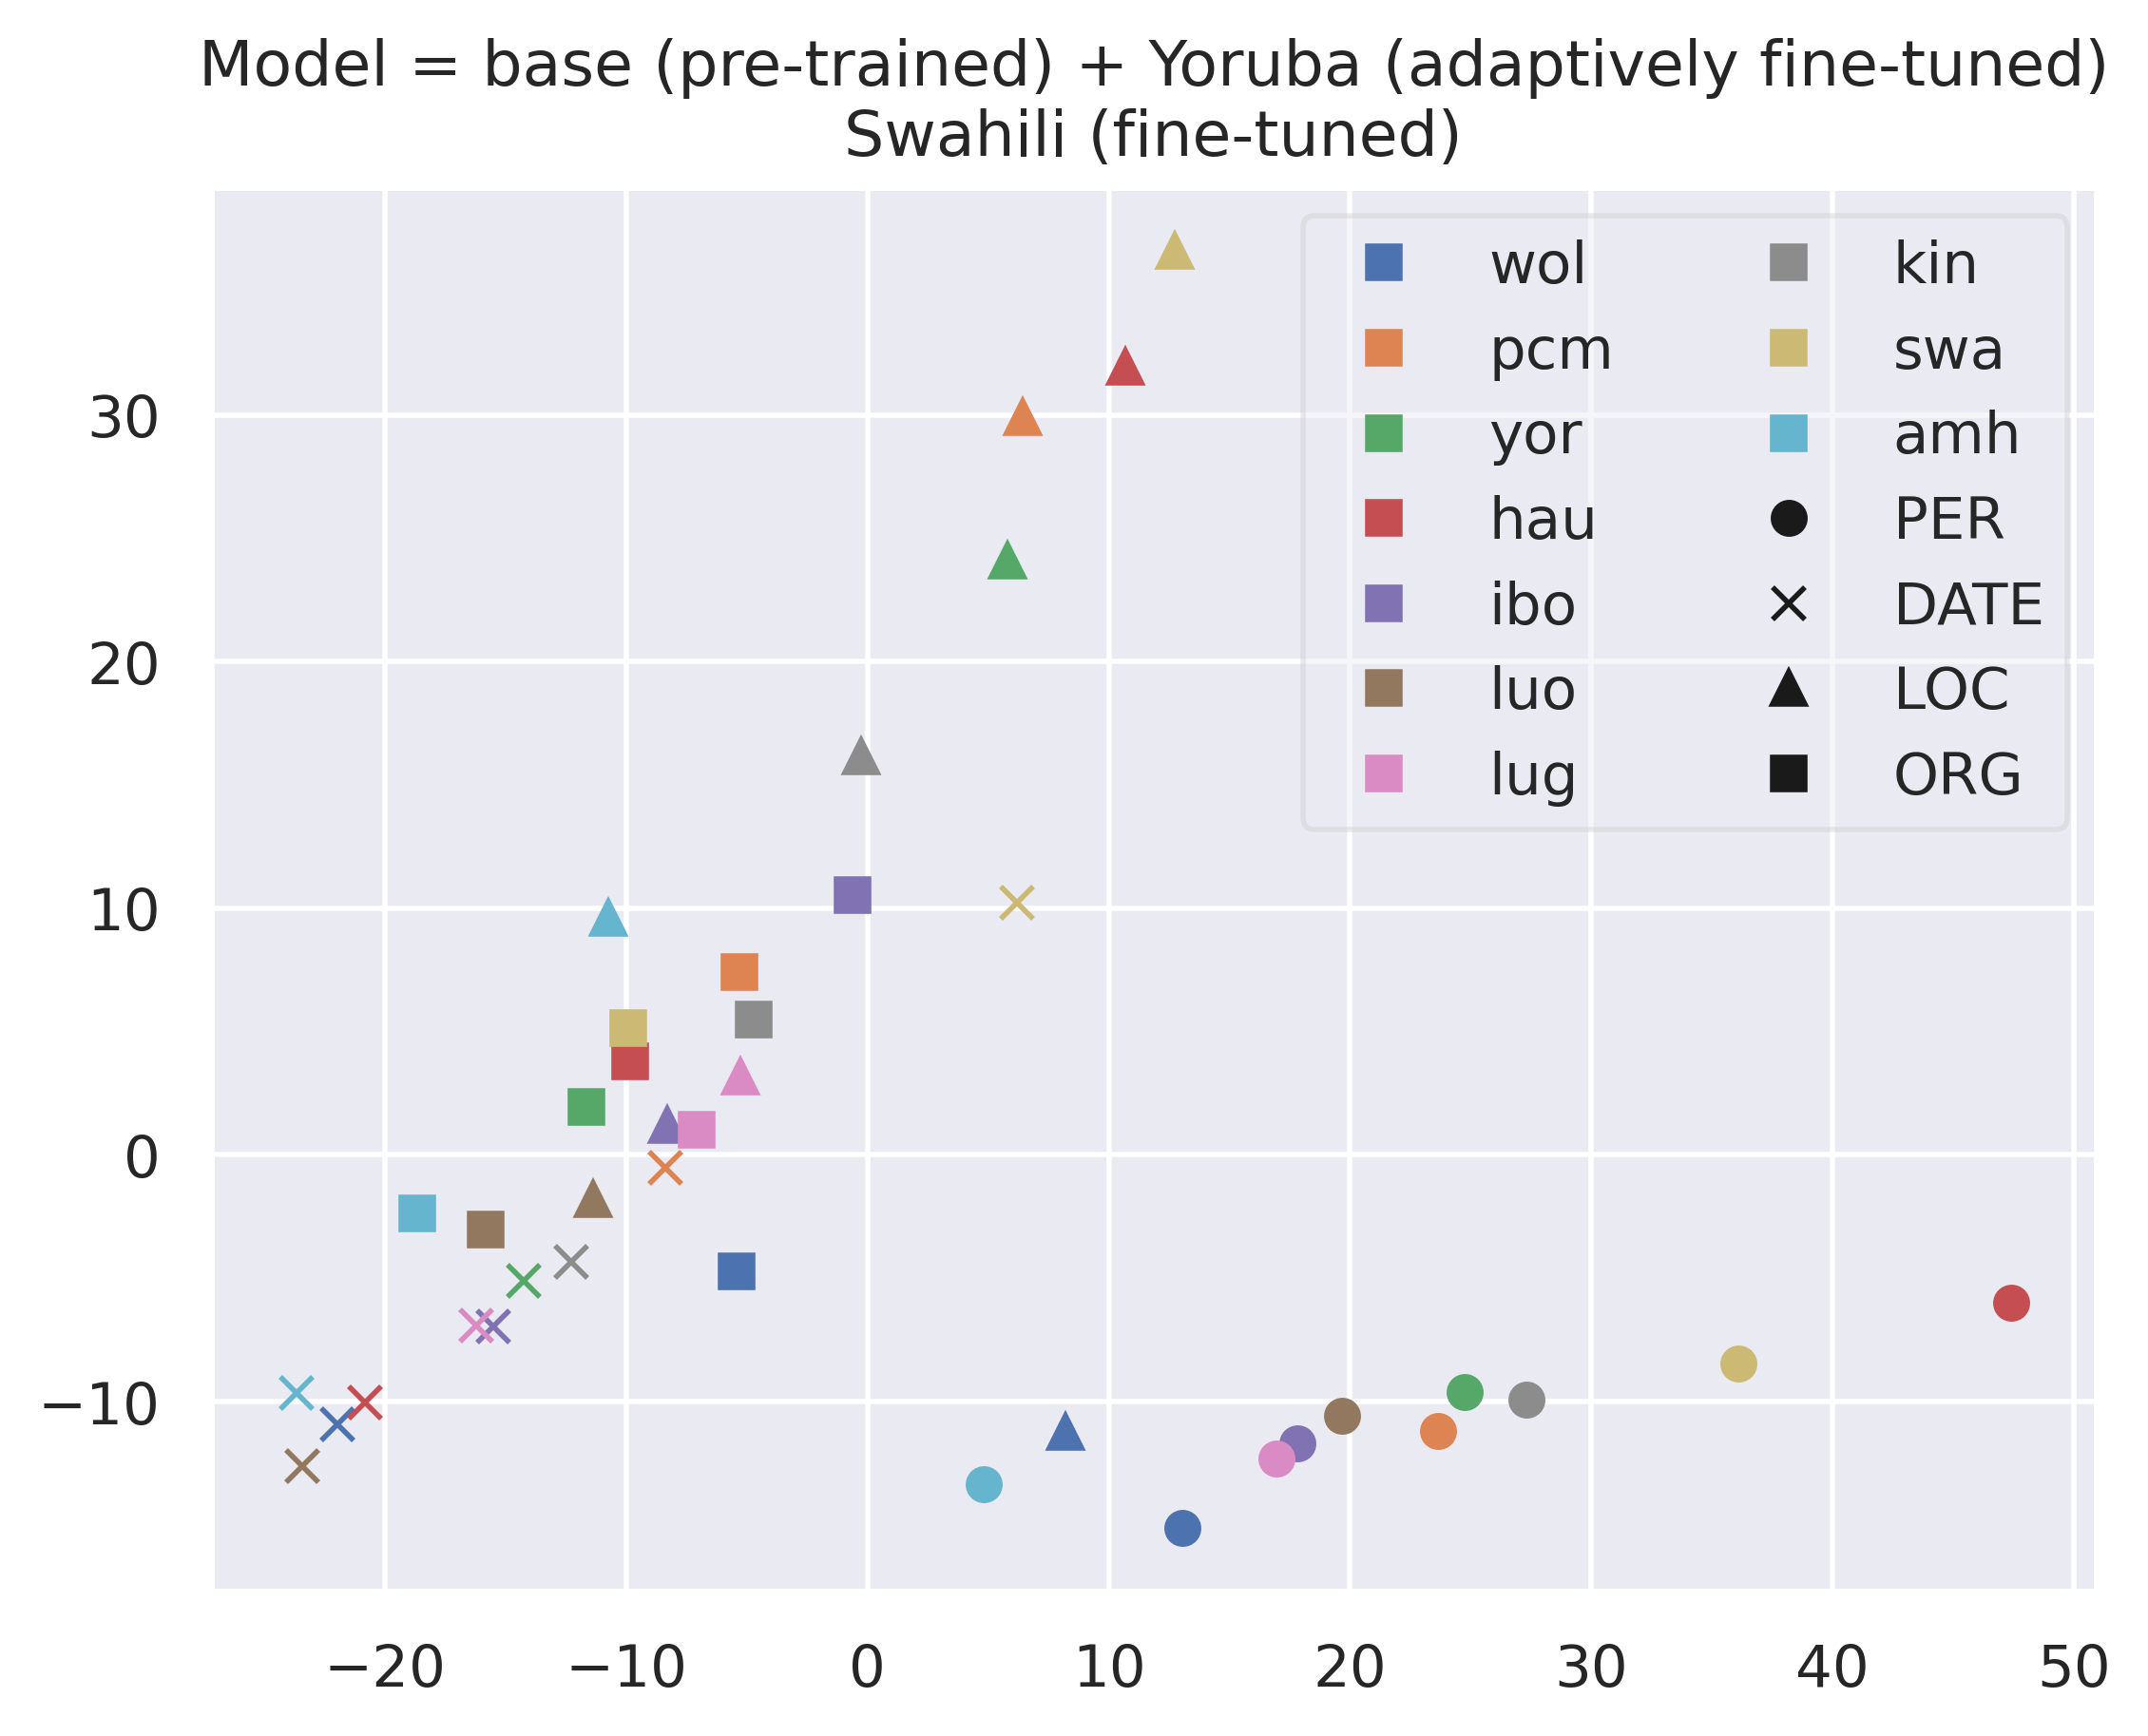 Model = base (pre-trained) + Yoruba (adaptively fine-tuned)
Swahili (fine-tuned)
wol
pcm
yor
hau
ibo
luo
lug
kin
swa
amh
PER
DATE
LOC
ORG
30
20
10
0
−10
−20 −10 0 10 20 30 40 50